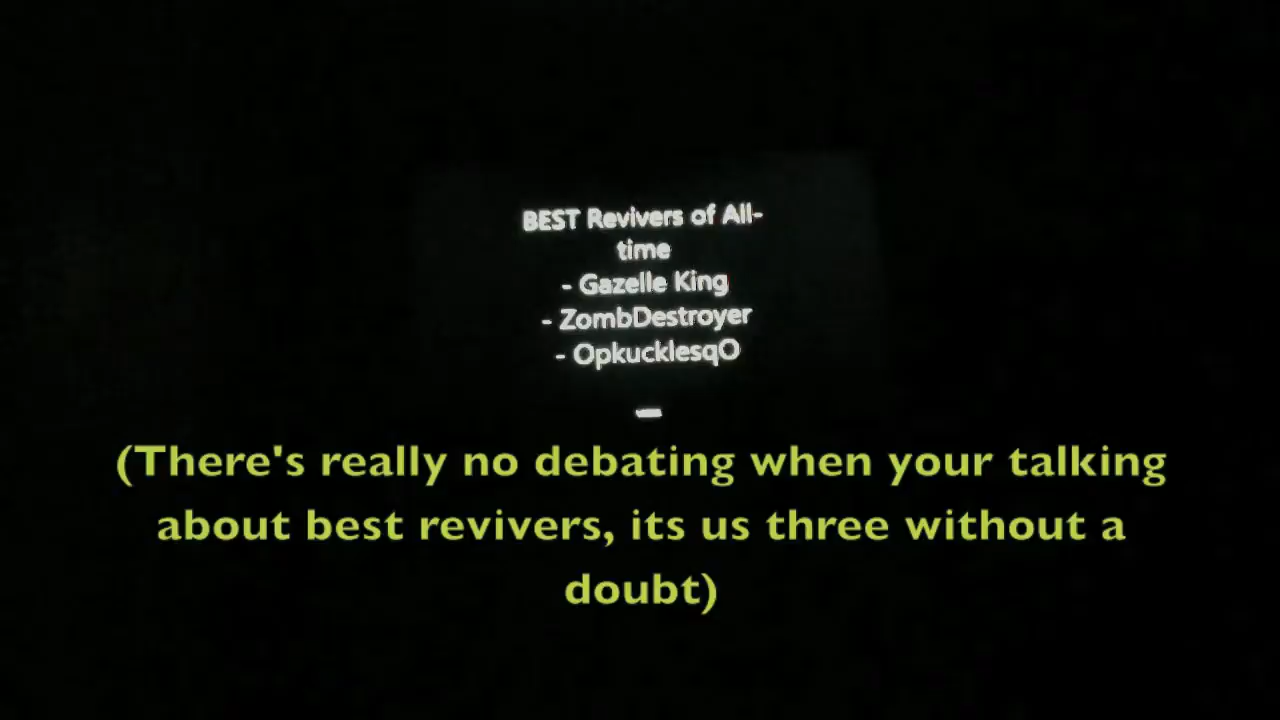 BEST Revivers of All-
time
- Gazelle King
- ZombDestroyer
- OpkucklesqO
(There's really no debating when your talking
about best revivers, its us three without a
doubt)